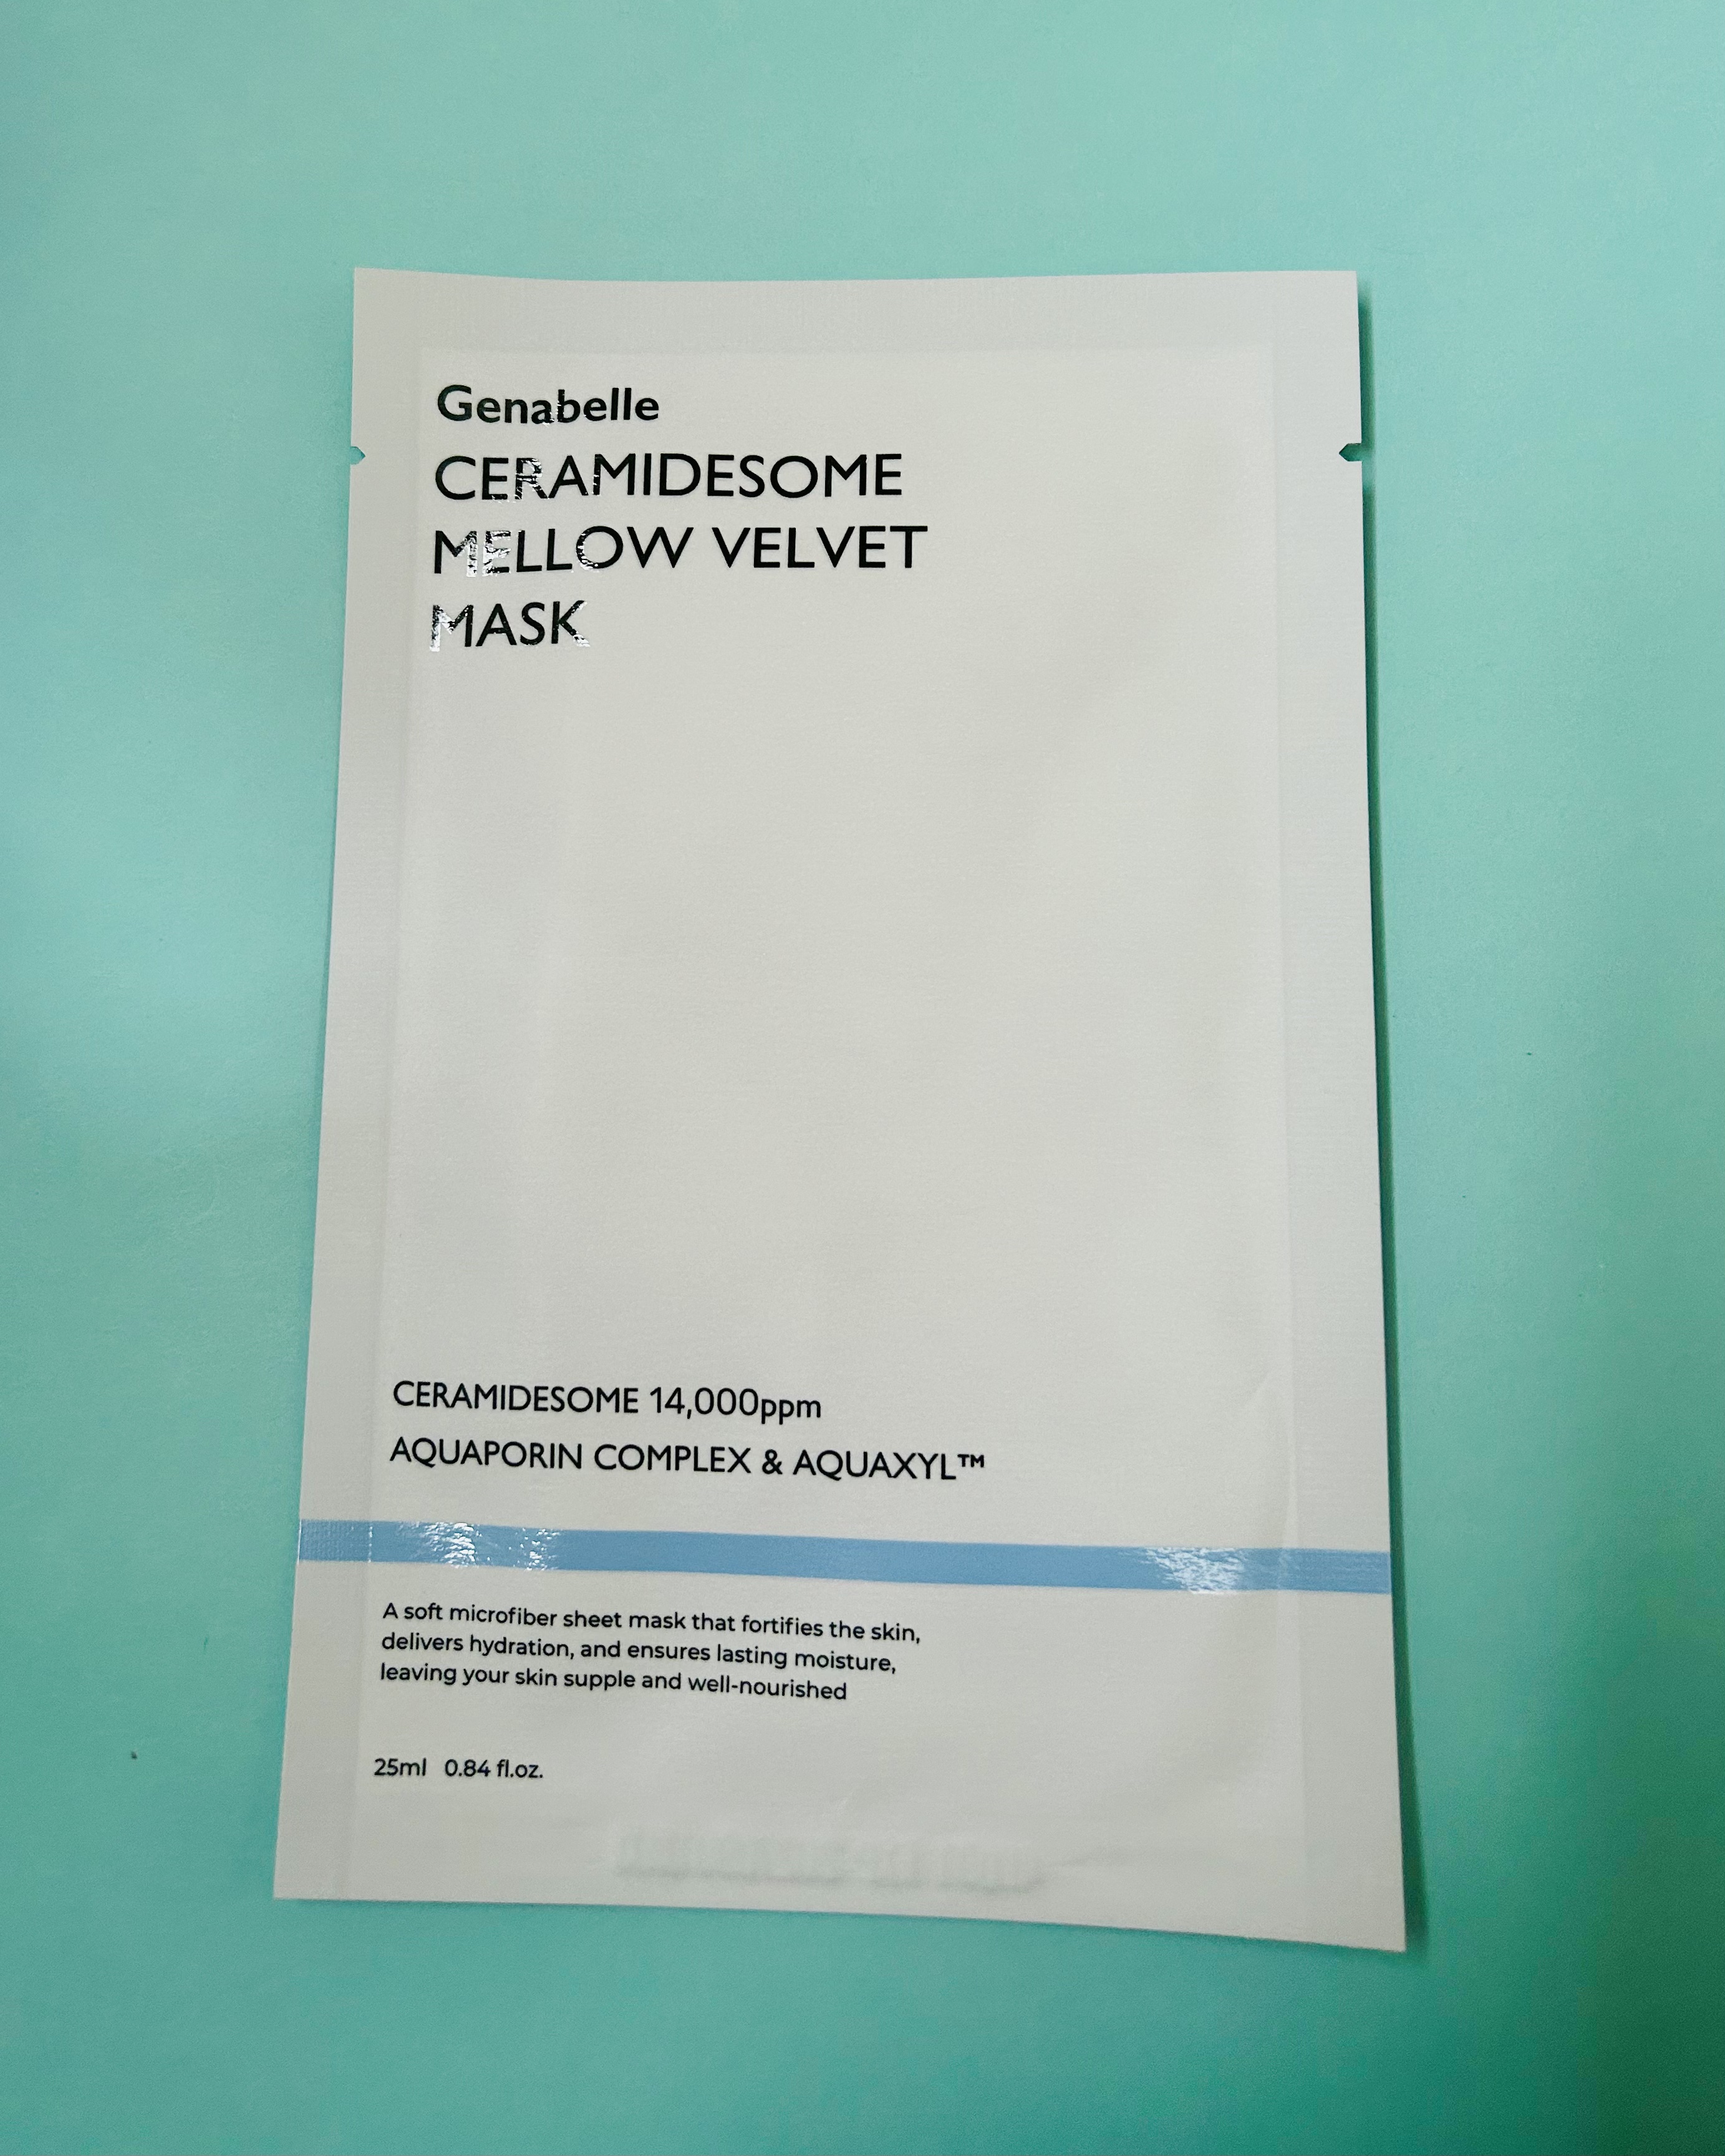 Genabelle
CERAMIDESOME
MELLOW VELVET
MASK
CERAMIDESOME 14,000ppm
AQUAPORIN COMPLEX & AQUAXYL™
A soft microfiber sheet mask that fortifies the skin,
delivers hydration, and ensures lasting moisture,
leaving your skin supple and well-nourished
25ml 0.84 fl.oz.